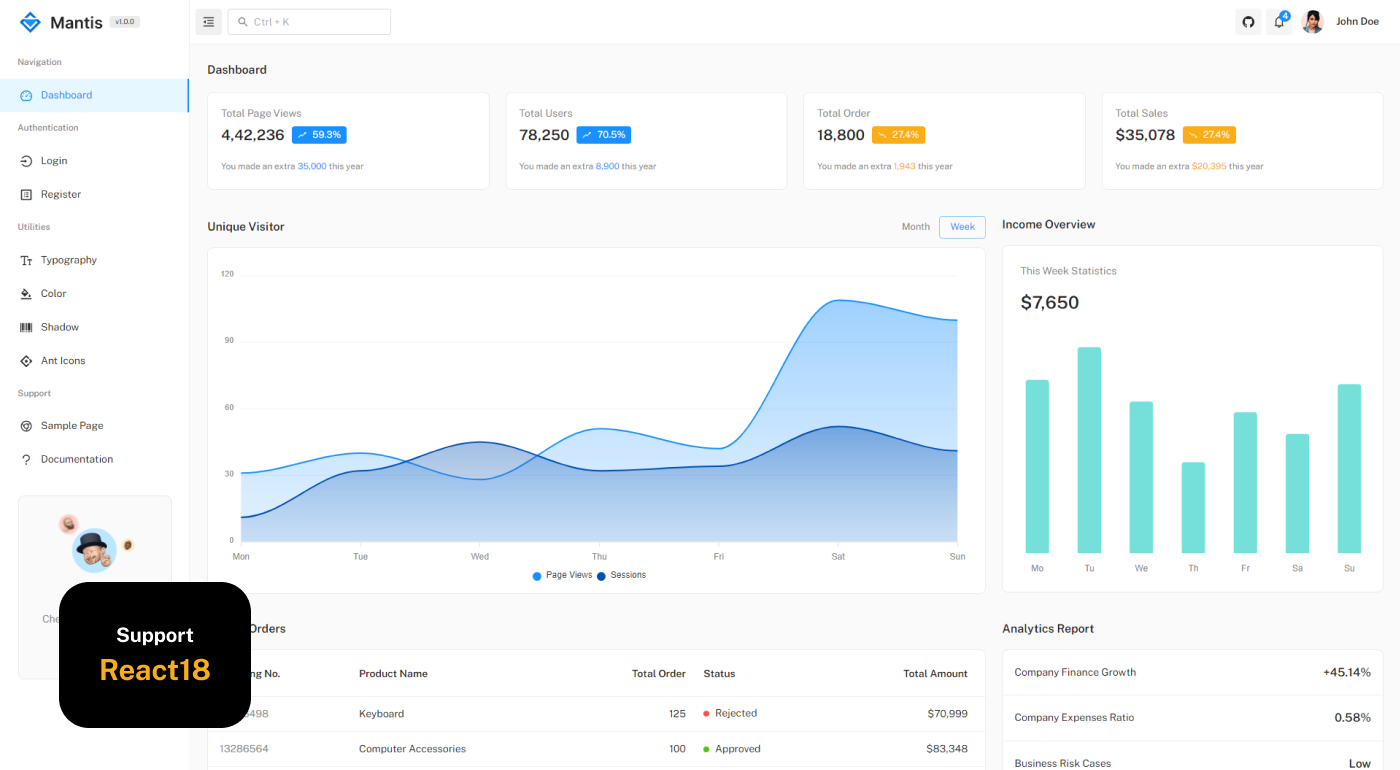 Mantis v1.0.0
Ctrl + K
4
John Doe
Navigation
Dashboard
Authentication
Login
Register
Utilities
Typography
Color
Shadow
Ant Icons
Support
Sample Page
Documentation
Che
Support
React18
Dashboard
Total Page Views
4,42,236 59.3%
You made an extra 35,000 this year
Total Users
78,250 70.5%
You made an extra 8,900 this year
Total Order
18,800 27.4%
You made an extra 1,943 this year
Total Sales
$35,078 27.4%
You made an extra $20,395 this year
Unique Visitor
Month Week
120
90
60
30
0
Mon Tue Wed Thu Fri Sat Sun
Page Views Sessions
Income Overview
This Week Statistics
$7,650
Mo Tu We Th Fr Sa Su
Orders
ng No. Product Name Total Order Status Total Amount
498 Keyboard 125 Rejected $70,999
13286564 Computer Accessories 100 Approved $83,348
Analytics Report
Company Finance Growth +45.14%
Company Expenses Ratio 0.58%
Business Risk Cases Low